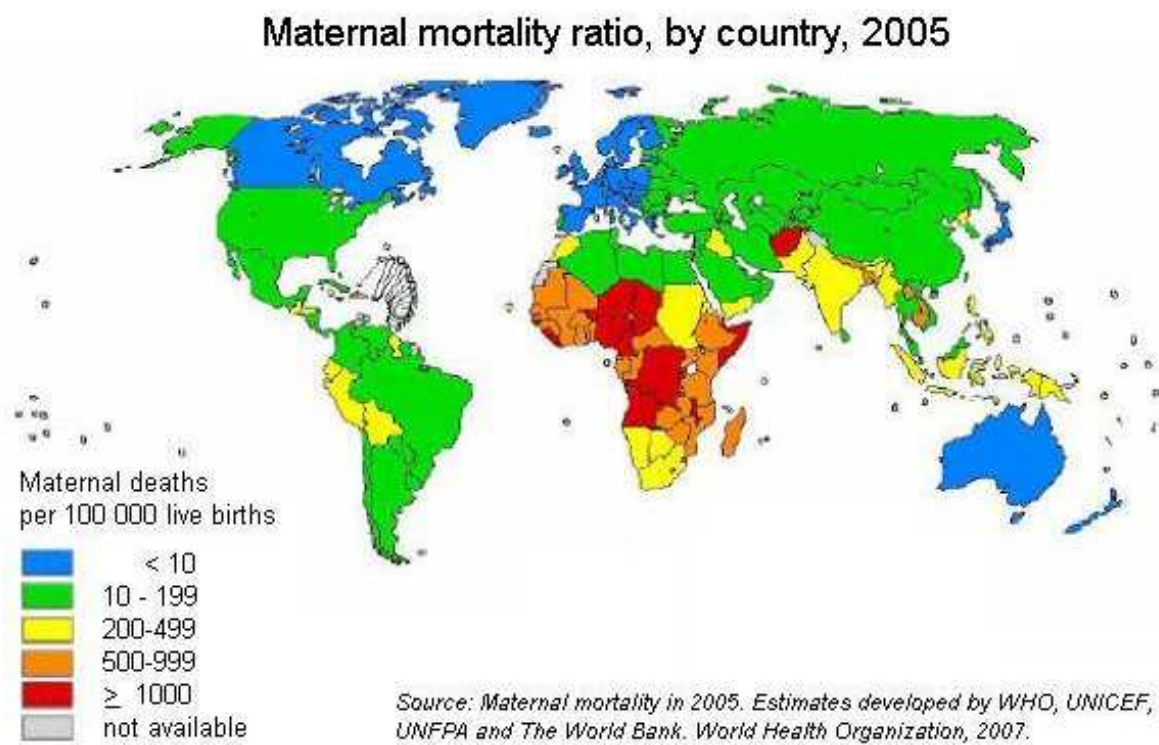 Maternal mortality ratio, by country, 2005
Maternal deaths
per 100 000 live births
< 10
10 - 199
200-499
500-999
≥ 1000
not available
Source: Maternal mortality in 2005. Estimates developed by WHO, UNICEF,
UNFPA and The World Bank. World Health Organization, 2007.